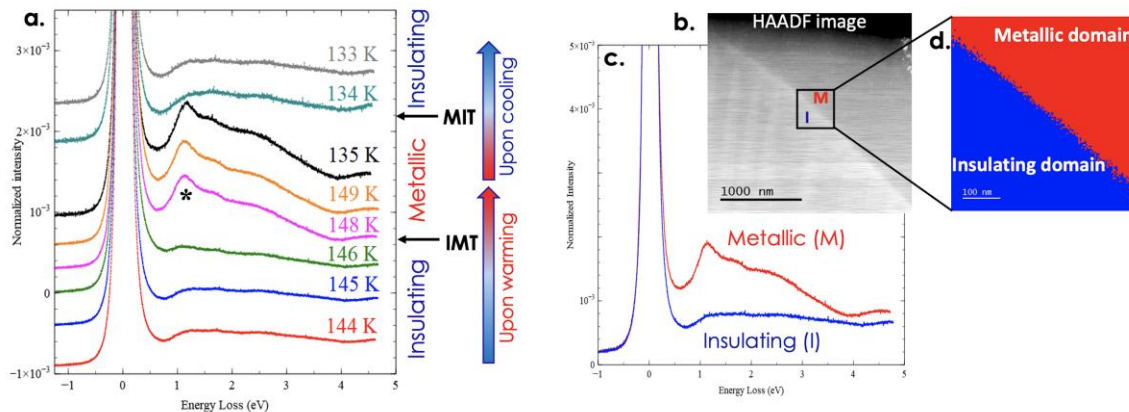 a.
Normalized intensity
3×10⁻³
2×10⁻³
10⁻³
0
−1×10⁻³
−1
0
1
2
3
4
5
Energy Loss (eV)
133 K
134 K
135 K
149 K
*
148 K
146 K
145 K
144 K
Insulating
MIT
Metallic
IMT
Insulating
Upon cooling
Upon warming
b.
HAADF image
M
I
1000 nm
c.
Normalized Intensity
5×10⁻³
4×10⁻³
10⁻³
−1
0
1
2
3
4
5
Energy Loss (eV)
Metallic (M)
Insulating (I)
d.
Metallic domain
Insulating domain
100 nm